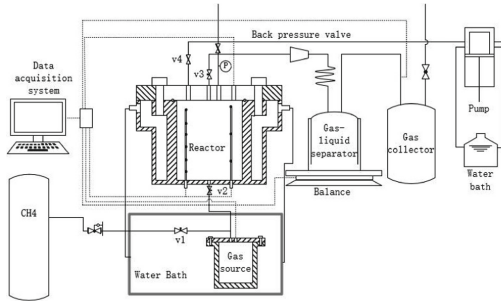 Back pressure valve
v4
v3
P
Data
acquisition
system
Reactor
Gas-
liquid
separator
Gas
collector
Pump
Water
bath
Balance
v2
CH4
v1
Water Bath
Gas
source